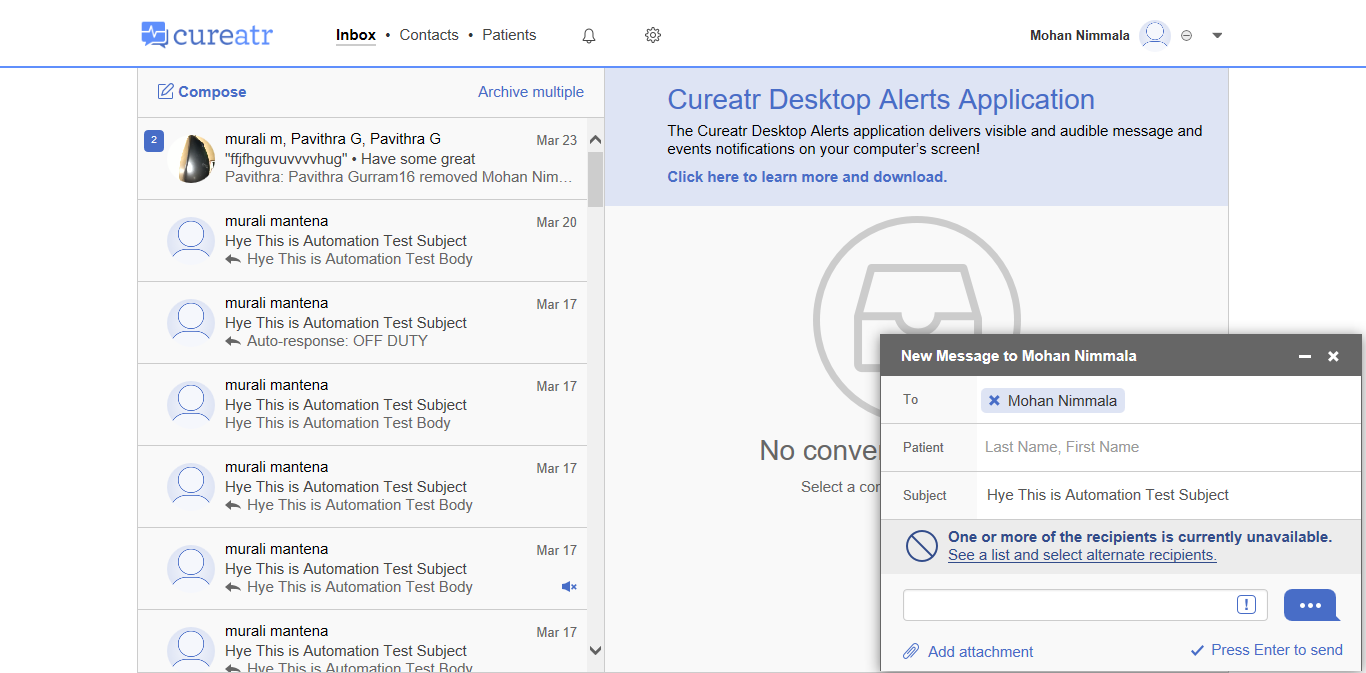 cureatr
Inbox • Contacts • Patients
Mohan Nimmala
Compose
Archive multiple
2
murali m, Pavithra G, Pavithra G
Mar 23
"ffjfhguvuvvvvhug" • Have some great
Pavithra: Pavithra Gurram16 removed Mohan Nim…
murali mantena
Mar 20
Hye This is Automation Test Subject
Hye This is Automation Test Body
murali mantena
Mar 17
Hye This is Automation Test Subject
Auto-response: OFF DUTY
murali mantena
Mar 17
Hye This is Automation Test Subject
Hye This is Automation Test Body
murali mantena
Mar 17
Hye This is Automation Test Subject
Hye This is Automation Test Body
murali mantena
Mar 17
Hye This is Automation Test Subject
Hye This is Automation Test Body
murali mantena
Mar 17
Hye This is Automation Test Subject
Hye This is Automation Test Body
Cureatr Desktop Alerts Application
The Cureatr Desktop Alerts application delivers visible and audible message and
events notifications on your computer's screen!
Click here to learn more and download.
No conve
Select a co
New Message to Mohan Nimmala
To
Mohan Nimmala
Patient
Last Name, First Name
Subject
Hye This is Automation Test Subject
One or more of the recipients is currently unavailable.
See a list and select alternate recipients.
!
Add attachment
Press Enter to send